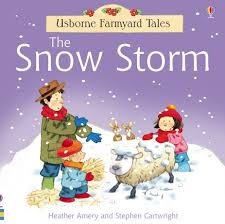 Usborne Farmyard Tales
The
Snow Storm
Heather Amery and Stephen Cartwright